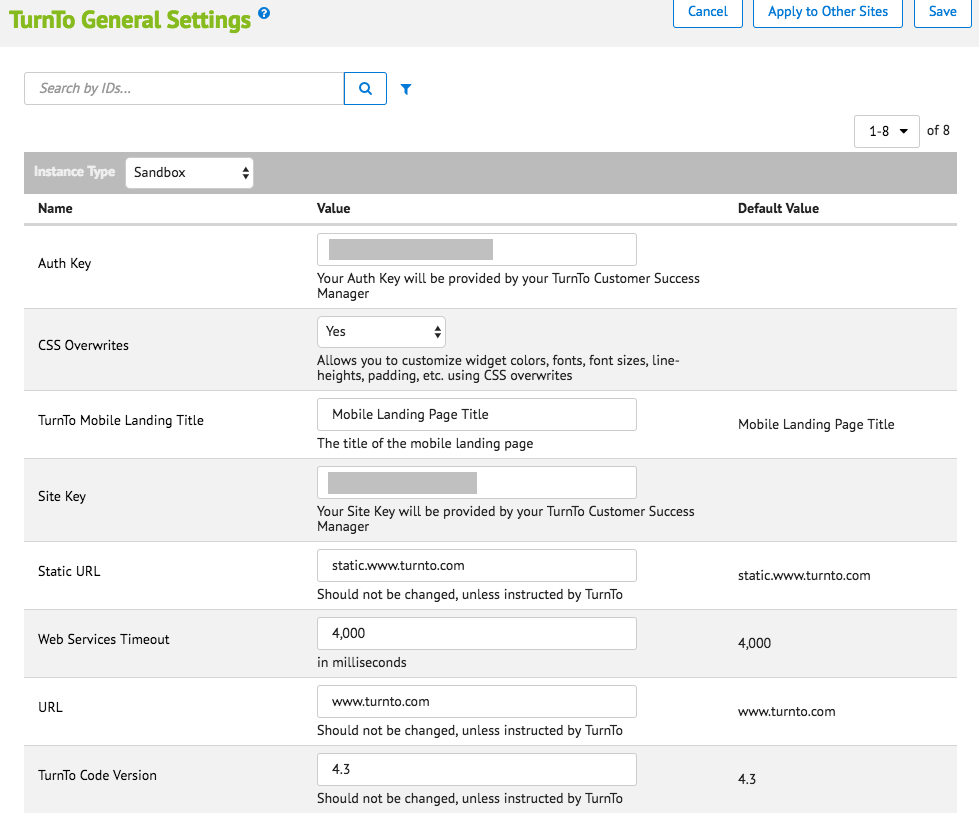 TurnTo General Settings ?
Cancel
Apply to Other Sites
Save
Search by IDs...
1-8 of 8
Instance Type Sandbox
Name Value Default Value
Auth Key
Your Auth Key will be provided by your TurnTo Customer Success
Manager
CSS Overwrites
Yes
Allows you to customize widget colors, fonts, font sizes, line-
heights, padding, etc. using CSS overwrites
TurnTo Mobile Landing Title
Mobile Landing Page Title
The title of the mobile landing page
Mobile Landing Page Title
Site Key
Your Site Key will be provided by your TurnTo Customer Success
Manager
Static URL
static.www.turnto.com
Should not be changed, unless instructed by TurnTo
static.www.turnto.com
Web Services Timeout
4,000
in milliseconds
4,000
URL
www.turnto.com
Should not be changed, unless instructed by TurnTo
www.turnto.com
TurnTo Code Version
4.3
Should not be changed, unless instructed by TurnTo
4.3